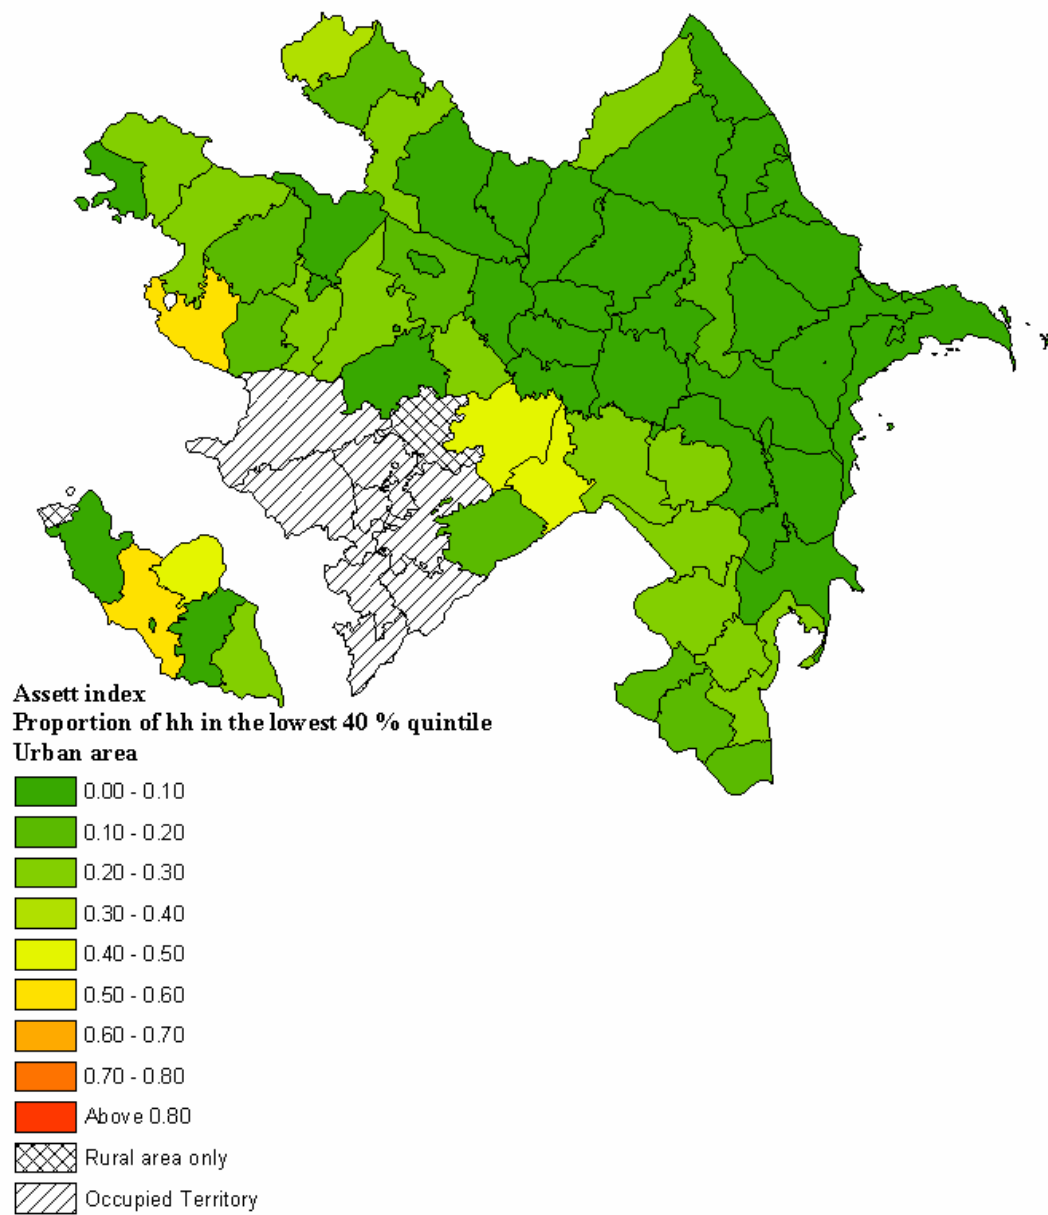 Assett index
Proportion of hh in the lowest 40 % quintile
Urban area
0.00 - 0.10
0.10 - 0.20
0.20 - 0.30
0.30 - 0.40
0.40 - 0.50
0.50 - 0.60
0.60 - 0.70
0.70 - 0.80
Above 0.80
Rural area only
Occupied Territory